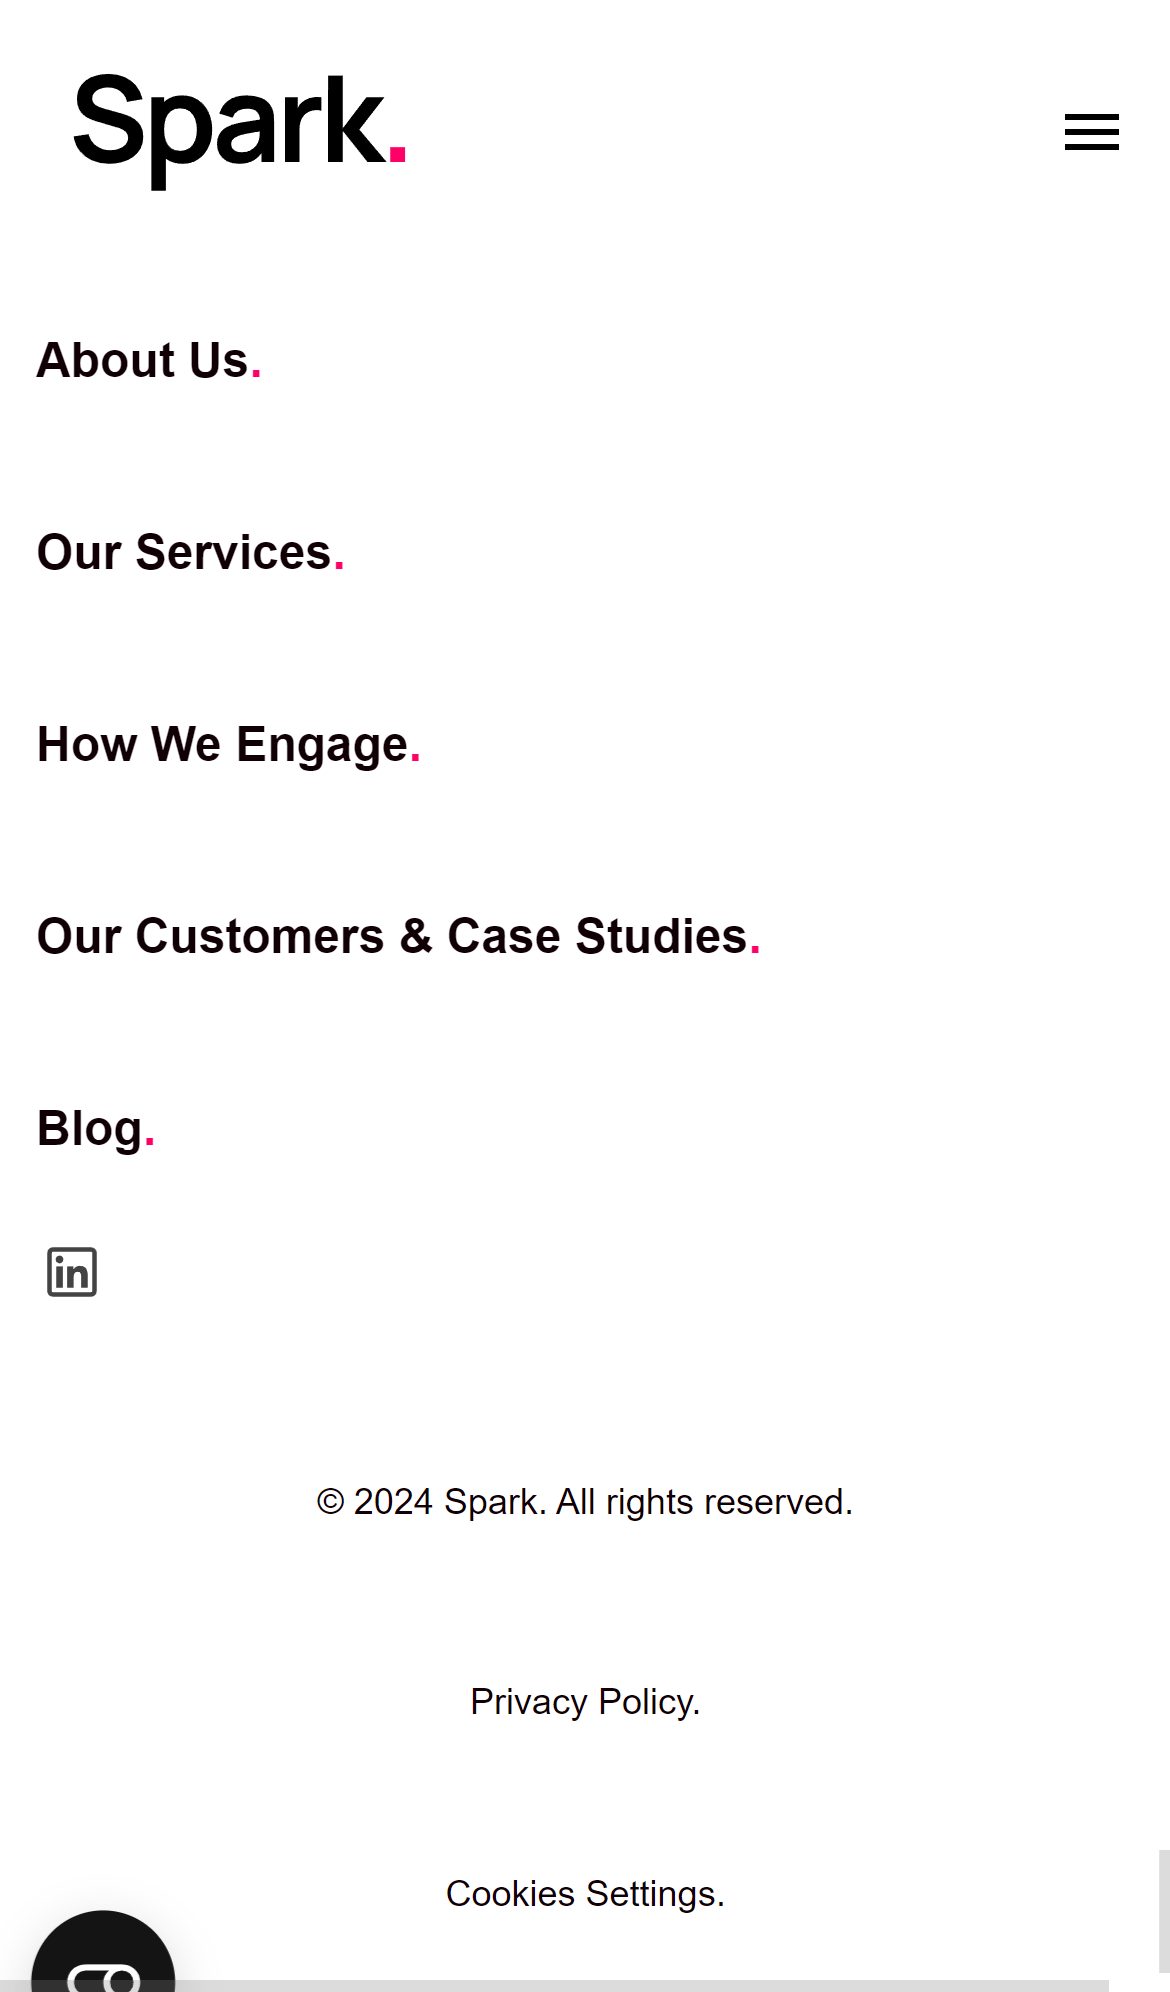 Spark.
About Us.
Our Services.
How We Engage.
Our Customers & Case Studies.
Blog.
in
© 2024 Spark. All rights reserved.
Privacy Policy.
Cookies Settings.